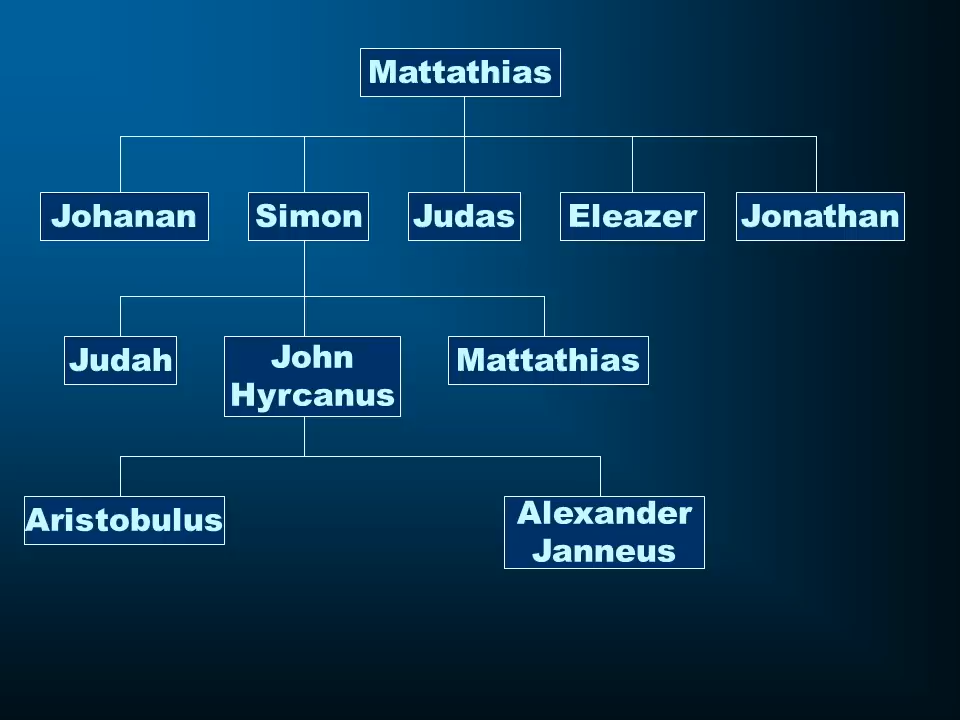 Mattathias
Johanan
Simon
Judas
Eleazer
Jonathan
Judah
John
Hyrcanus
Mattathias
Aristobulus
Alexander
Janneus